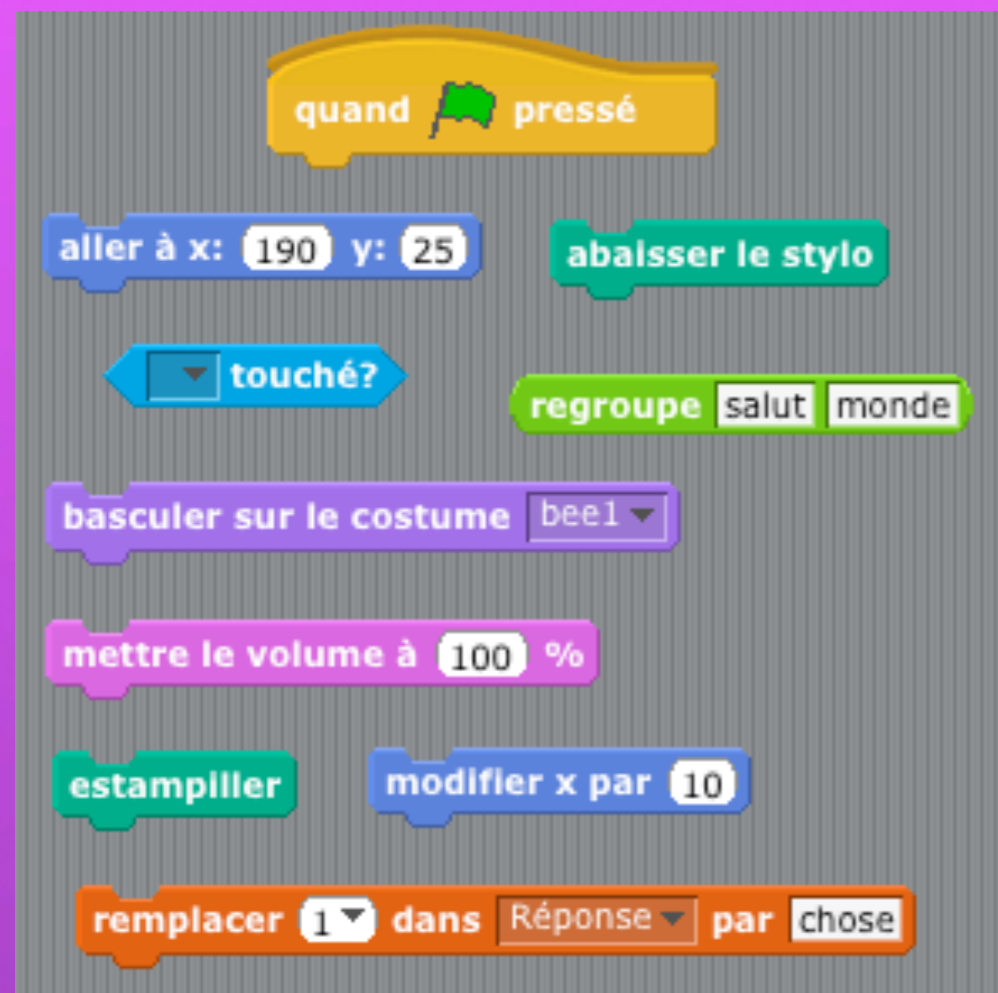 quand pressé
aller à x: 190 y: 25
abaisser le stylo
touché?
regroupe salut monde
basculer sur le costume bee1
mettre le volume à 100 %
estampiller
modifier x par 10
remplacer 1 dans Réponse par chose